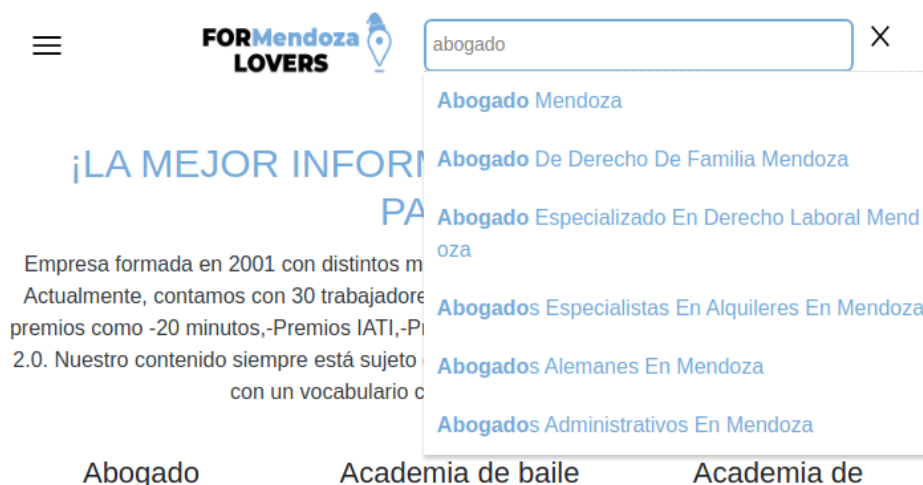 FORMendoza
LOVERS
abogado
Abogado Mendoza
Abogado De Derecho De Familia Mendoza
Abogado Especializado En Derecho Laboral Mend
oza
Abogados Especialistas En Alquileres En Mendoza
Abogados Alemanes En Mendoza
Abogados Administrativos En Mendoza
¡LA MEJOR INFORM
PA
Empresa formada en 2001 con distintos m
Actualmente, contamos con 30 trabajadore
premios como -20 minutos,-Premios IATI,-Pr
2.0. Nuestro contenido siempre está sujeto
con un vocabulario c
Abogado
Academia de baile
Academia de